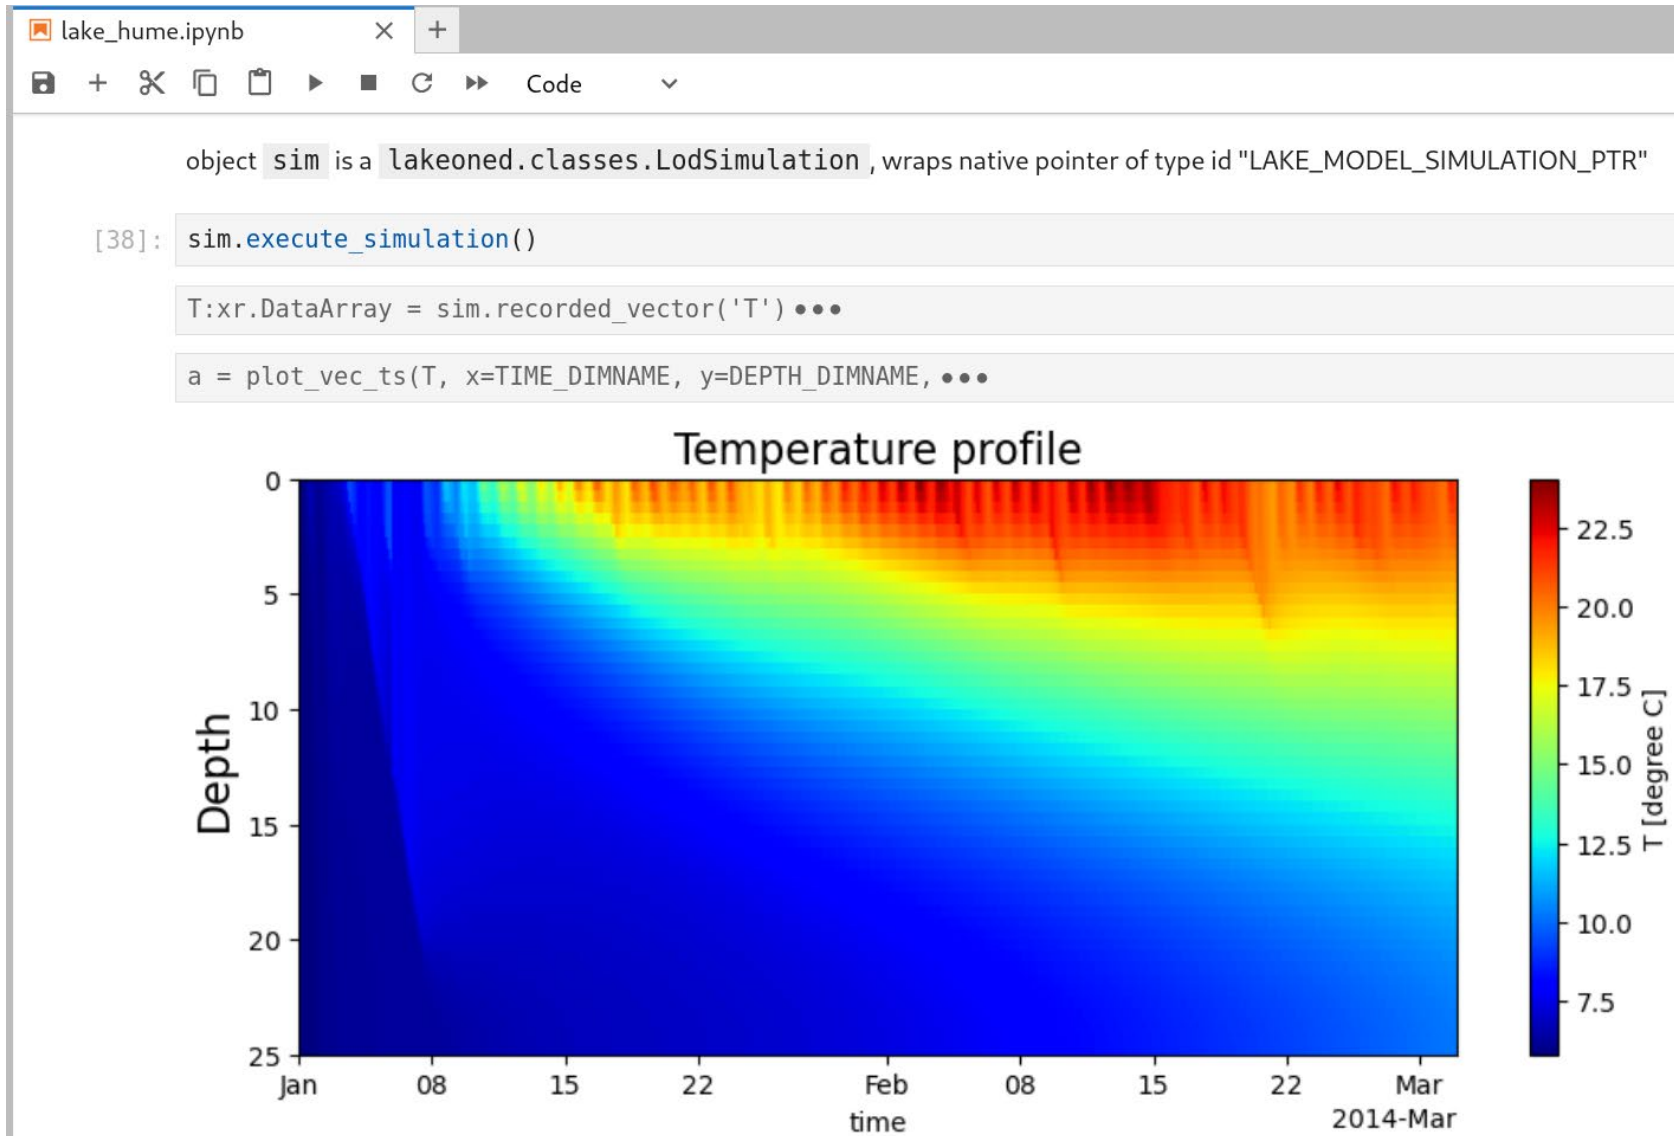 lake_hume.ipynb
Code
object sim is a lakeoned.classes.LodSimulation, wraps native pointer of type id "LAKE_MODEL_SIMULATION_PTR"
[38]: sim.execute_simulation()
T:xr.DataArray = sim.recorded_vector('T')•••
a = plot_vec_ts(T, x=TIME_DIMNAME, y=DEPTH_DIMNAME,•••
Temperature profile
0
5
10
15
20
25
Depth
Jan 08 15 22 Feb 08 15 22 Mar
time
2014-Mar
22.5
20.0
17.5
15.0
12.5
10.0
7.5
T [degree C]